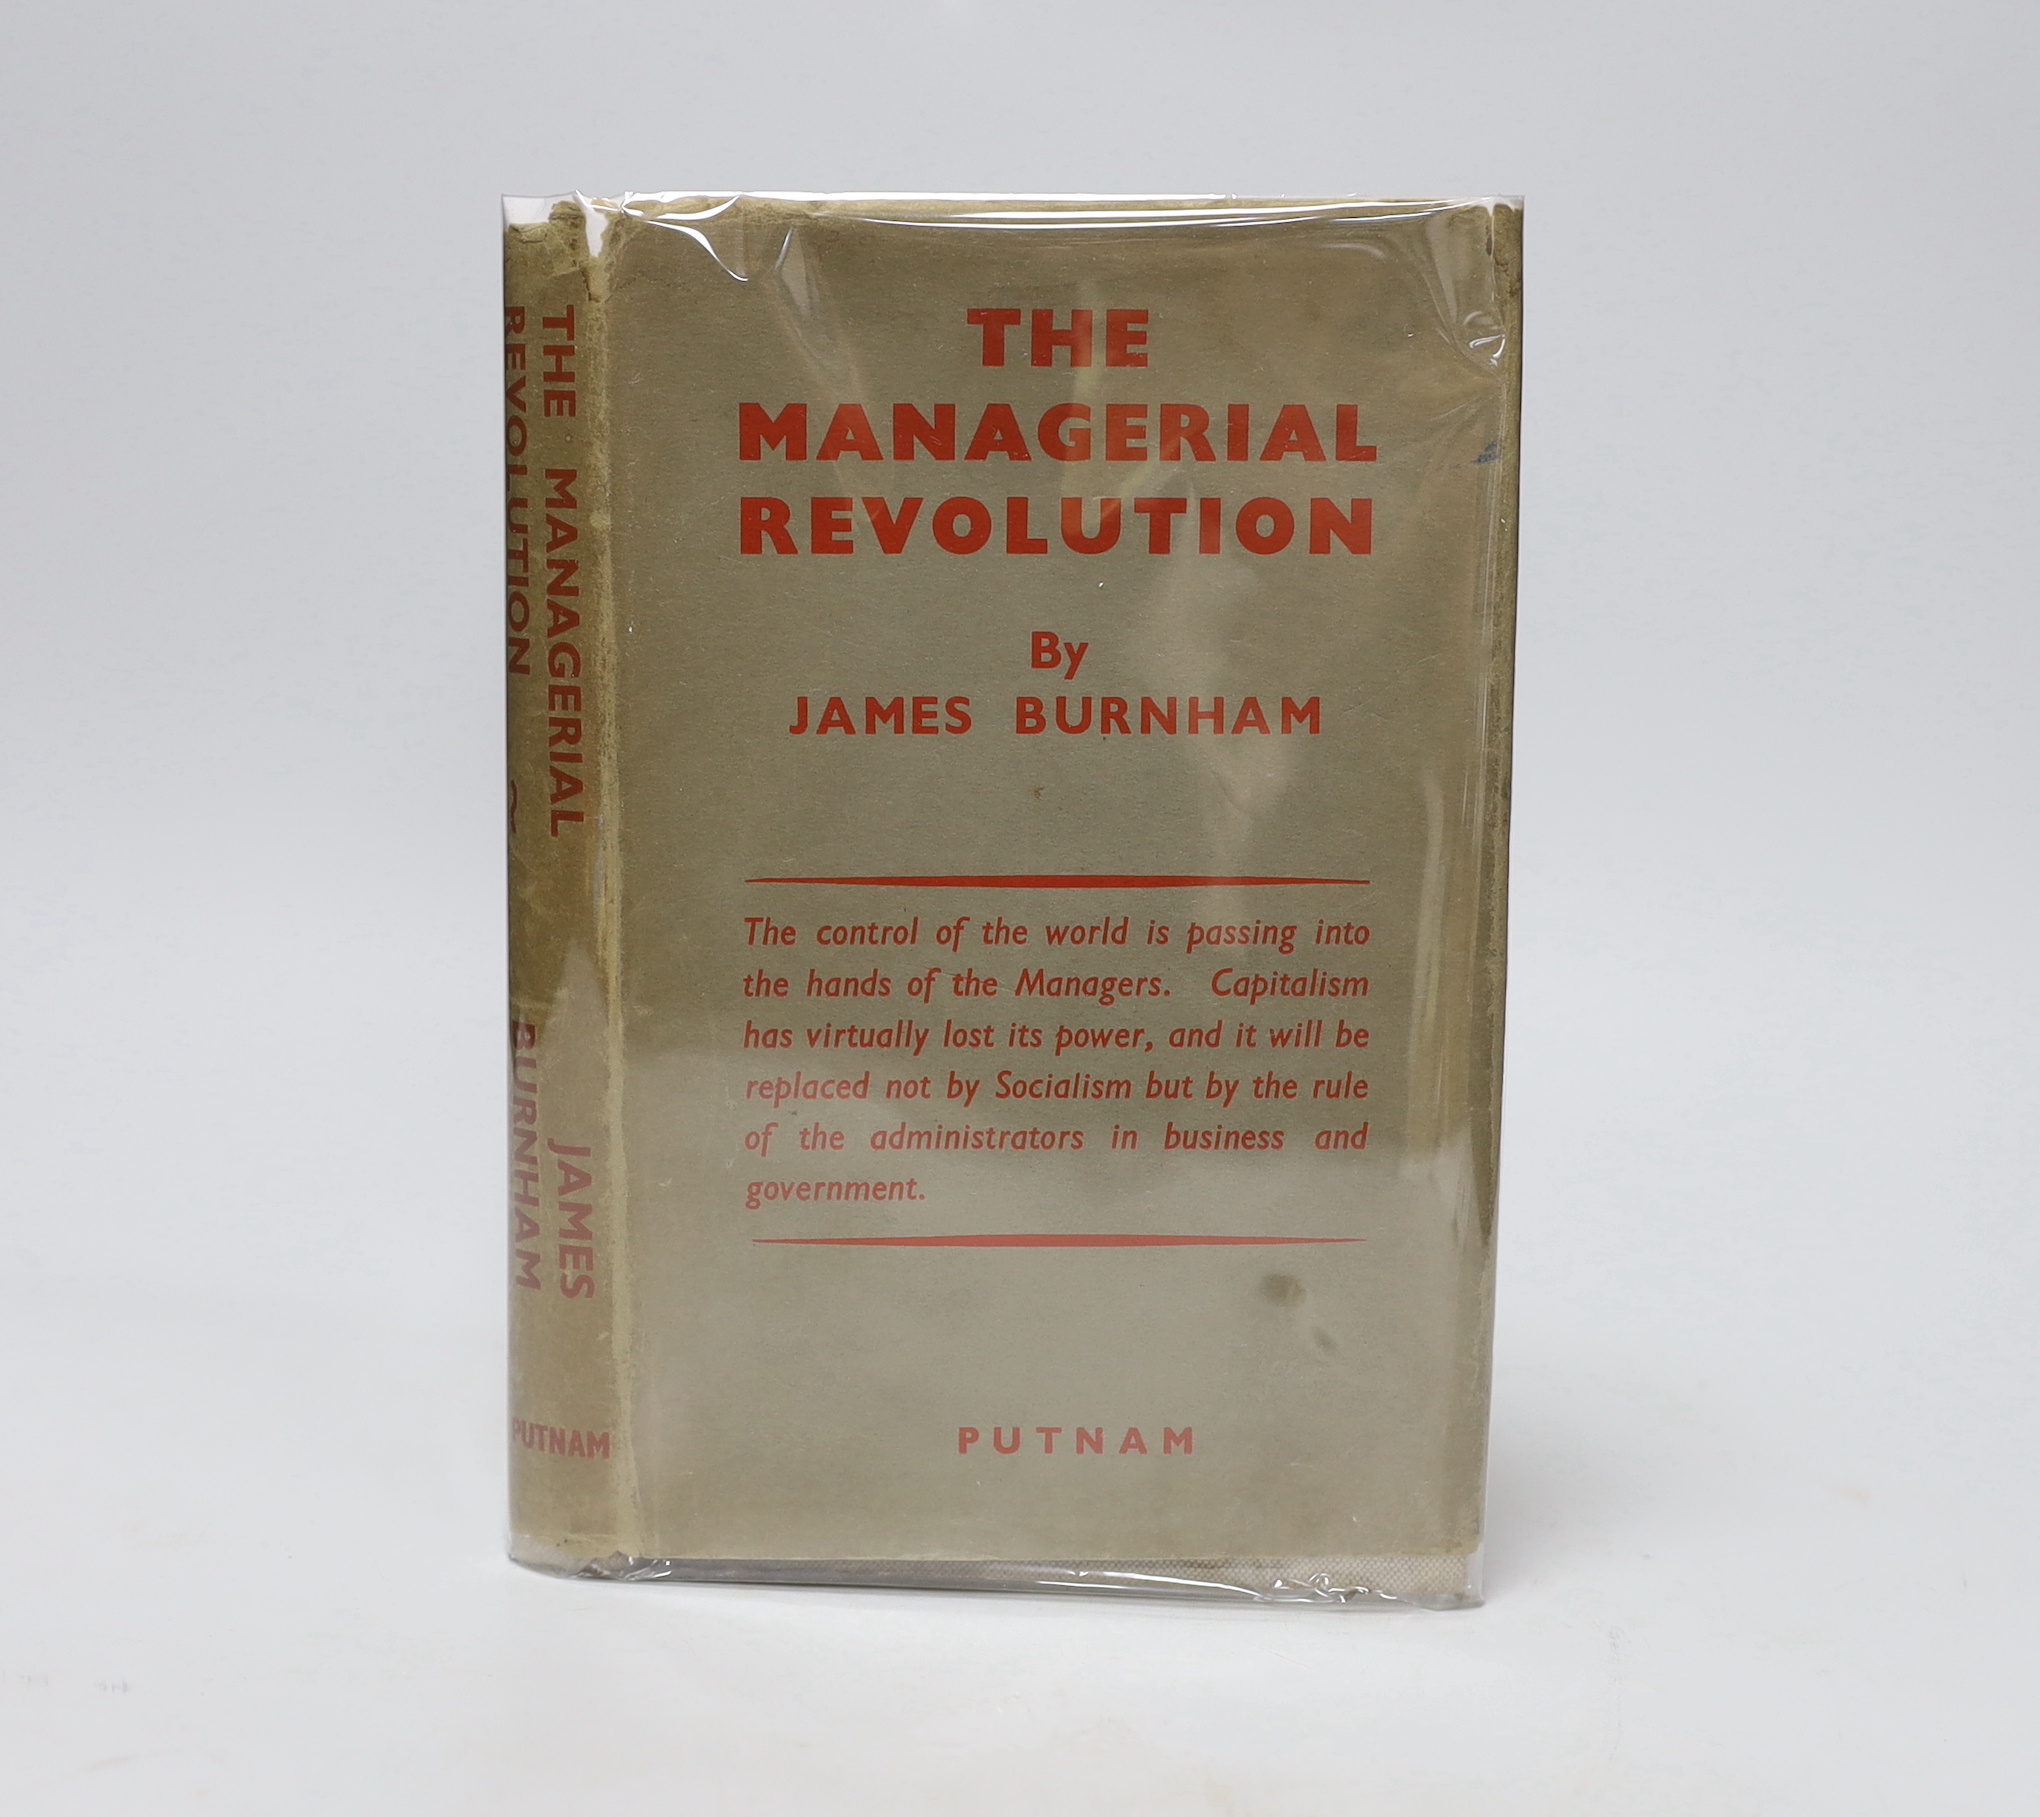 THE MANAGERIAL
REVOLUTION
~
JAMES
BURNHAM
PUTNAM
THE
MANAGERIAL
REVOLUTION
By
JAMES BURNHAM
The control of the world is passing into
the hands of the Managers. Capitalism
has virtually lost its power, and it will be
replaced not by Socialism but by the rule
of the administrators in business and
government.
PUTNAM